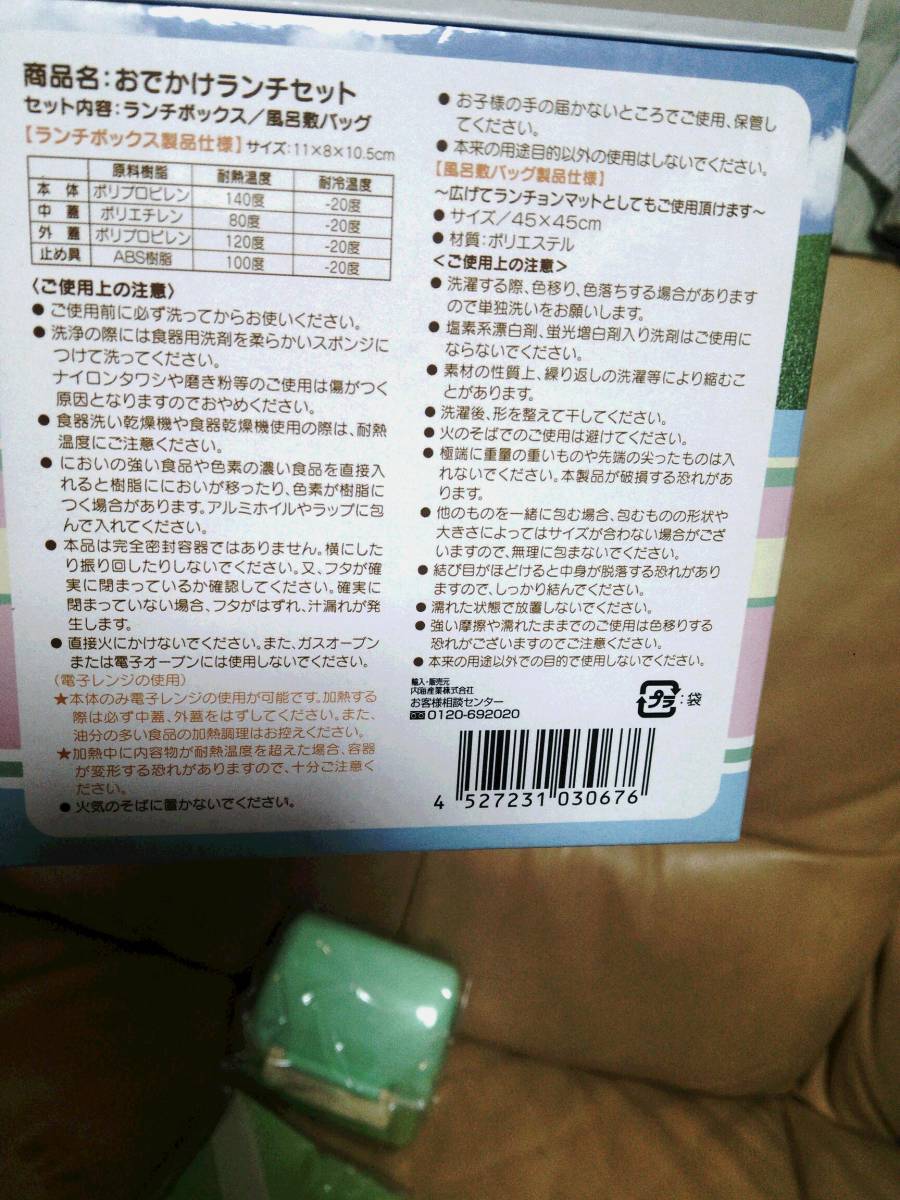 商品名：おでかけランチセット
セット内容：ランチボックス／風呂敷バッグ
【ランチボックス製品仕様】サイズ：11×8×10.5cm
原料樹脂 耐熱温度 耐冷温度
本体 ポリプロピレン 140度 -20度
中蓋 ポリエチレン 80度 -20度
外蓋 ポリプロピレン 120度 -20度
止め具 ABS樹脂 100度 -20度
〈ご使用上の注意〉
●ご使用前に必ず洗ってからお使いください。
●洗浄の際には食器用洗剤を柔らかいスポンジに
つけて洗ってください。
ナイロンタワシや磨き粉等のご使用は傷がつく
原因となりますのでおやめください。
●食器洗い乾燥機や食器乾燥機使用の際は、耐熱
温度にご注意ください。
●においの強い食品や色素の濃い食品を直接入
れると樹脂ににおいが移ったり、色素が樹脂に
つく場合があります。アルミホイルやラップに包
んで入れてください。
●本品は完全密封容器ではありません。横にした
り振り回したりしないでください。又、フタが確
実に閉まっているか確認してください。確実に
閉まっていない場合、フタがはずれ、汁漏れが発
生します。
●直接火にかけないでください。また、ガスオーブン
または電子オーブンには使用しないでください。
（電子レンジの使用）
★本体のみ電子レンジの使用が可能です。加熱する
際は必ず中蓋、外蓋をはずしてください。また、
油分の多い食品の加熱調理はお控えください。
★加熱中に内容物が耐熱温度を超えた場合、容器
が変形する恐れがありますので、十分ご注意く
ださい。
●火気のそばに置かないでください。
●お子様の手の届かないところでご使用、保管し
てください。
●本来の用途目的以外の使用はしないでください。
【風呂敷バッグ製品仕様】
～広げてランチョンマットとしてもご使用頂けます～
●サイズ／45×45cm
●材質：ポリエステル
＜ご使用上の注意＞
●洗濯する際、色移り、色落ちする場合があります
ので単独洗いをお願いします。
●塩素系漂白剤、蛍光増白剤入り洗剤はご使用に
ならないでください。
●素材の性質上、繰り返しの洗濯等により縮むこ
とがあります。
●洗濯後、形を整えて干してください。
●火のそばでのご使用は避けてください。
●極端に重量の重いものや先端の尖ったものは入
れないでください。本製品が破損する恐れがあ
ります。
●他のものを一緒に包む場合、包むものの形状や
大きさによってはサイズが合わない場合がござ
いますので、無理に包まないでください。
●結び目がほどけると中身が脱落する恐れがあり
ますので、しっかり結んでください。
●濡れた状態で放置しないでください。
●強い摩擦や濡れたままでのご使用は色移りする
恐れがございますのでご注意ください。
●本来の用途以外での目的で使用しないでください。
輸入・販売元
内海産業株式会社
お客様相談センター
0120-692020
プラ：袋
4 527231 030676